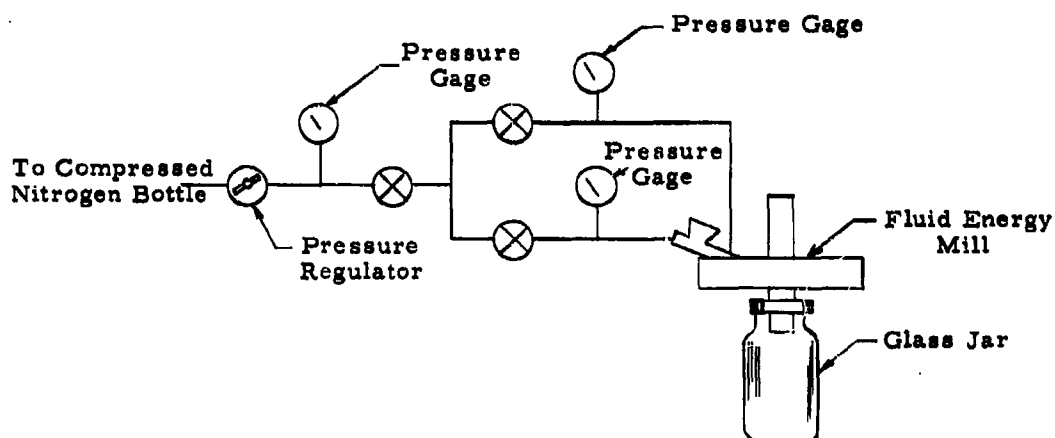 Pressure Gage
Pressure
Gage
Pressure
Gage
To Compressed
Nitrogen Bottle
Pressure
Regulator
Fluid Energy
Mill
Glass Jar